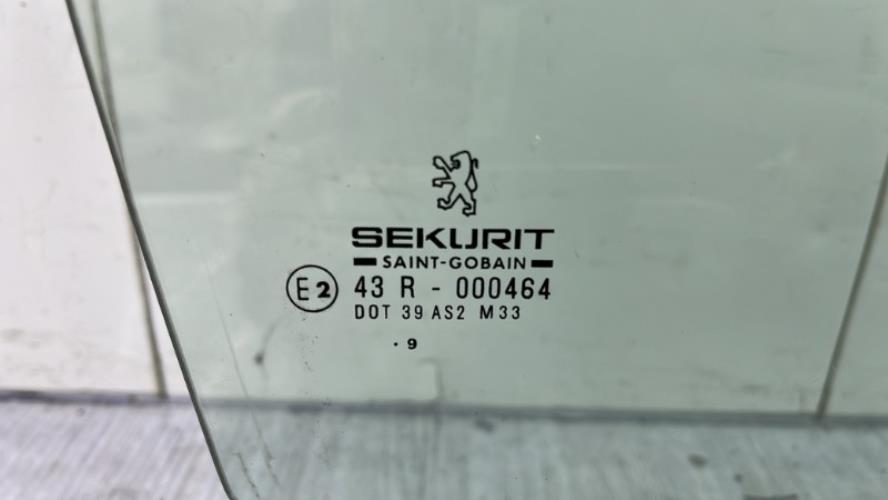 SEKURIT
SAINT-GOBAIN
E2 43 R - 000464
DOT 39 AS2 M33
. 9